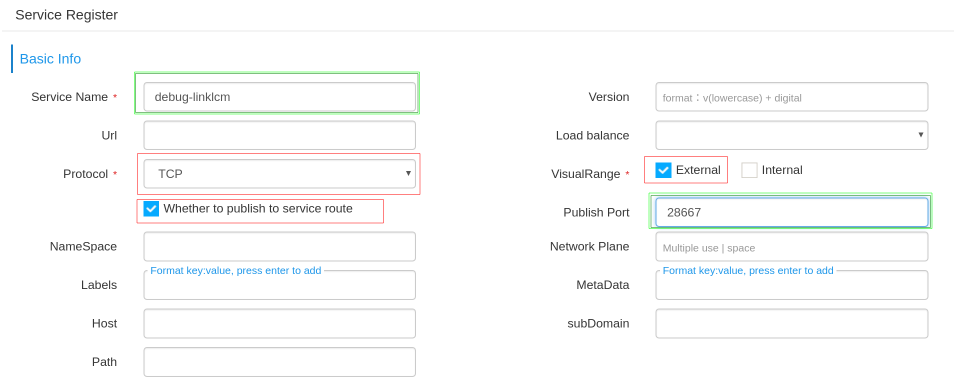 Service Register
Basic Info
Service Name * debug-linklcm
Version format：v(lowercase) + digital
Url
Load balance
Protocol * TCP
VisualRange * External Internal
Whether to publish to service route
Publish Port 28667
NameSpace
Network Plane Multiple use | space
Labels Format key:value, press enter to add
MetaData Format key:value, press enter to add
Host
subDomain
Path